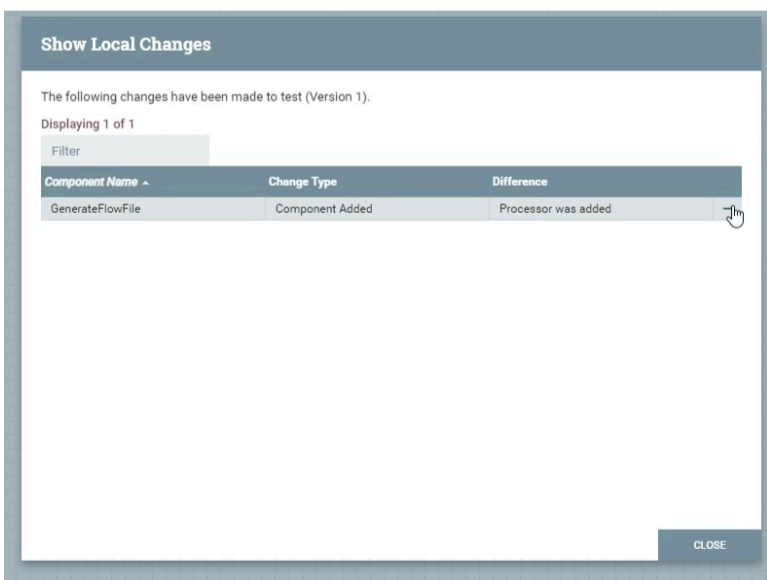 Show Local Changes
The following changes have been made to test (Version 1).
Displaying 1 of 1
Filter
Component Name Change Type Difference
GenerateFlowFile Component Added Processor was added
CLOSE